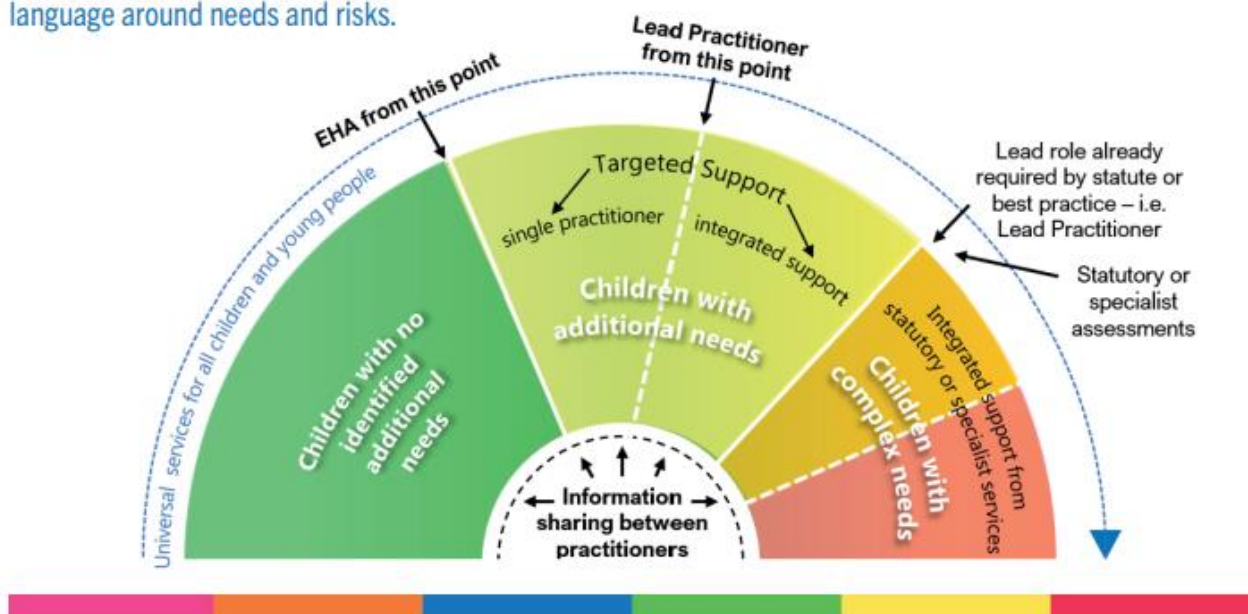 language around needs and risks.
Universal services for all children and young people
EHA from this point
Lead Practitioner
from this point
Lead role already
required by statute or
best practice – i.e.
Lead Practitioner
Statutory or
specialist
assessments
Targeted Support
single practitioner
integrated support
Children with no
identified
additional
needs
Children with
additional needs
Children with
complex needs
Integrated support from
statutory or specialist services
Information
sharing between
practitioners